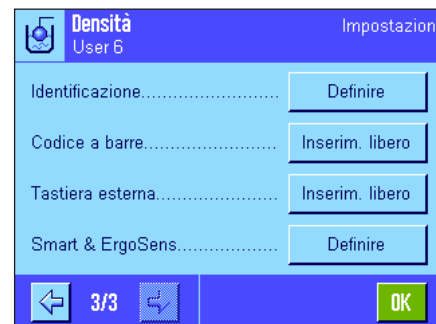 Densità
Impostazion
User 6
Identificazione........................ Definire
Codice a barre....................... Inserim. libero
Tastiera esterna..................... Inserim. libero
Smart & ErgoSens................... Definire
3/3
OK